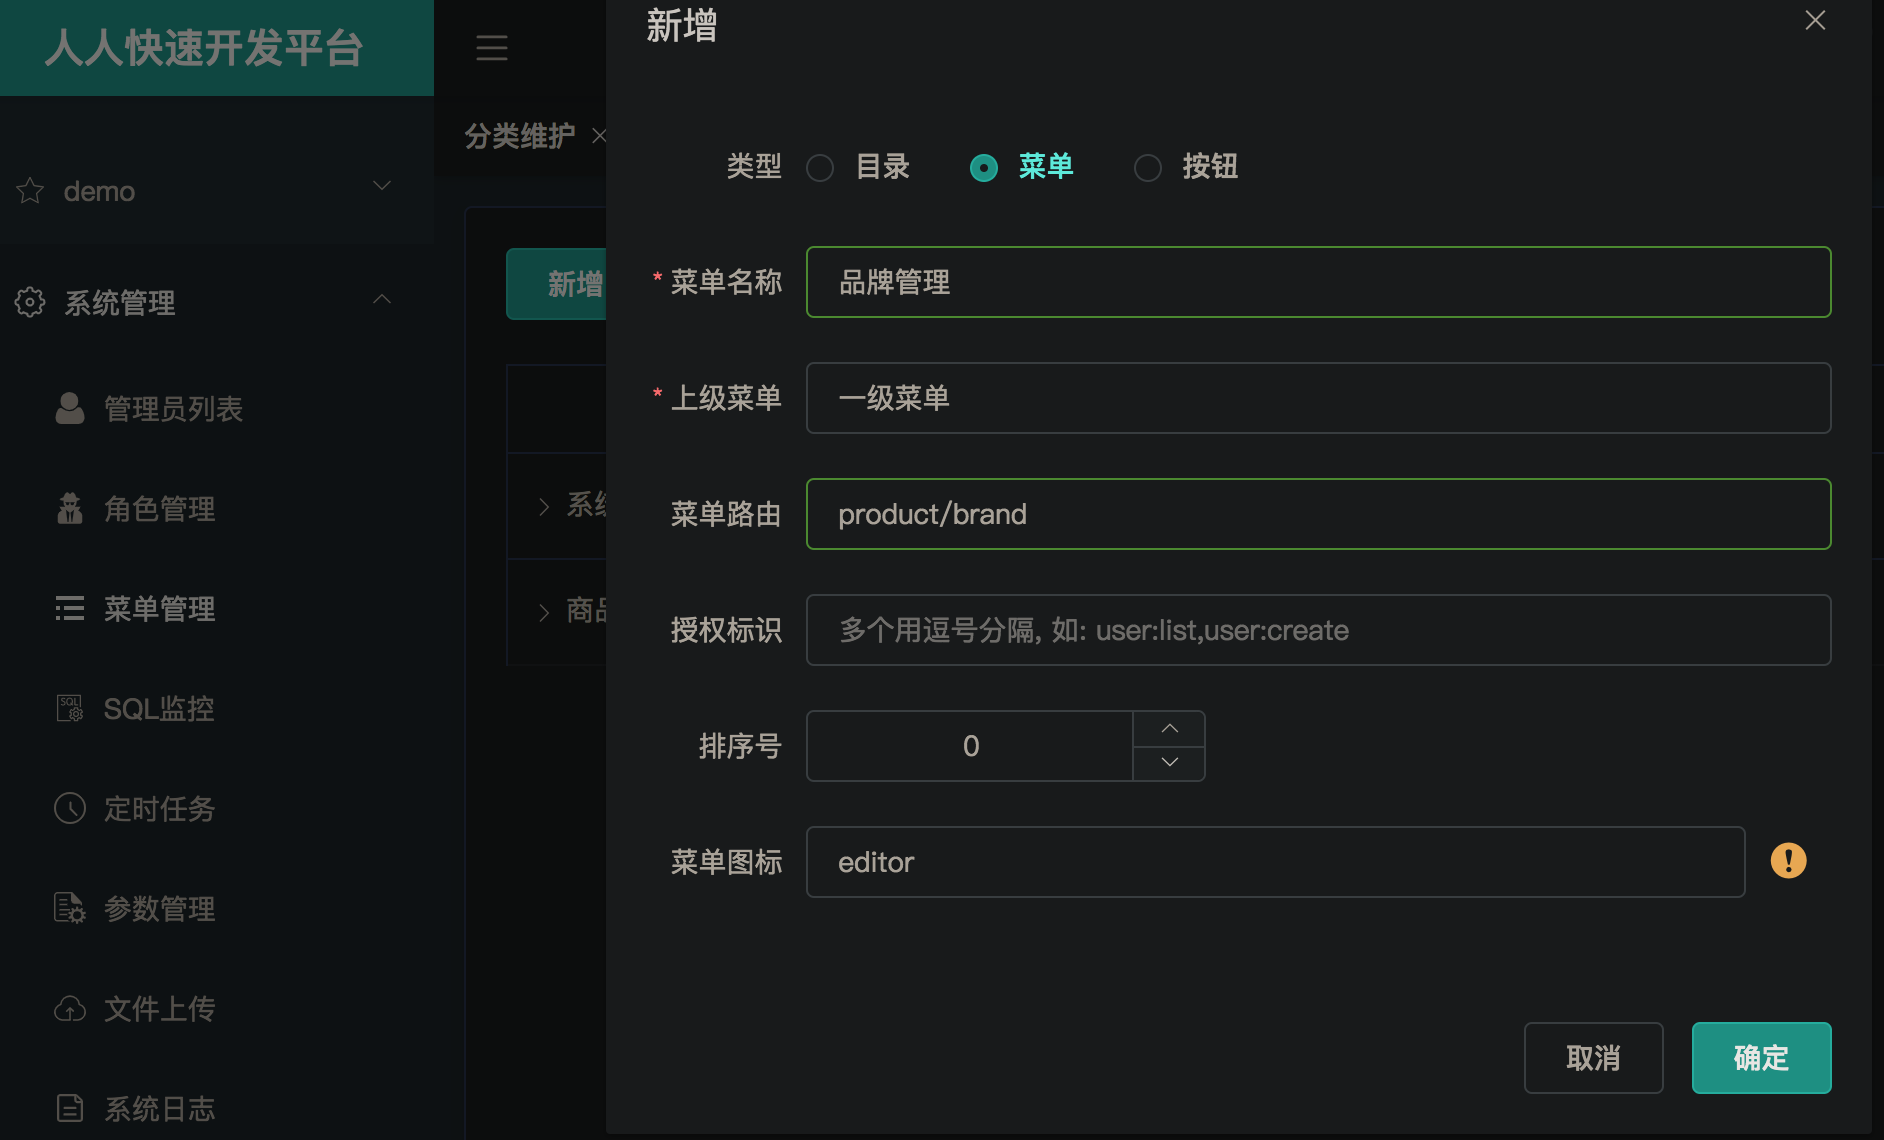 人人快速开发平台
demo
系统管理
管理员列表
角色管理
菜单管理
SQL监控
定时任务
参数管理
文件上传
系统日志
分类维护
新增
系统
商品
新增
类型 目录 菜单 按钮
* 菜单名称 品牌管理
* 上级菜单 一级菜单
菜单路由 product/brand
授权标识 多个用逗号分隔, 如: user:list,user:create
排序号 0
菜单图标 editor
取消 确定